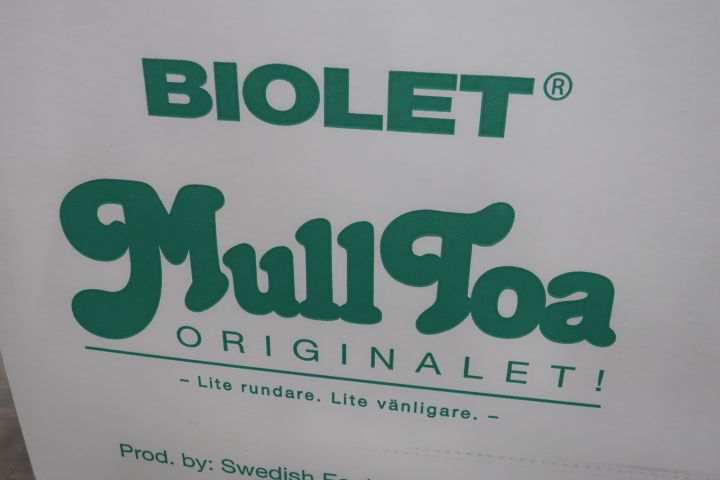 BIOLET®
MullToa
ORIGINALET!
– Lite rundare. Lite vänligare. –
Prod. by: Swedish